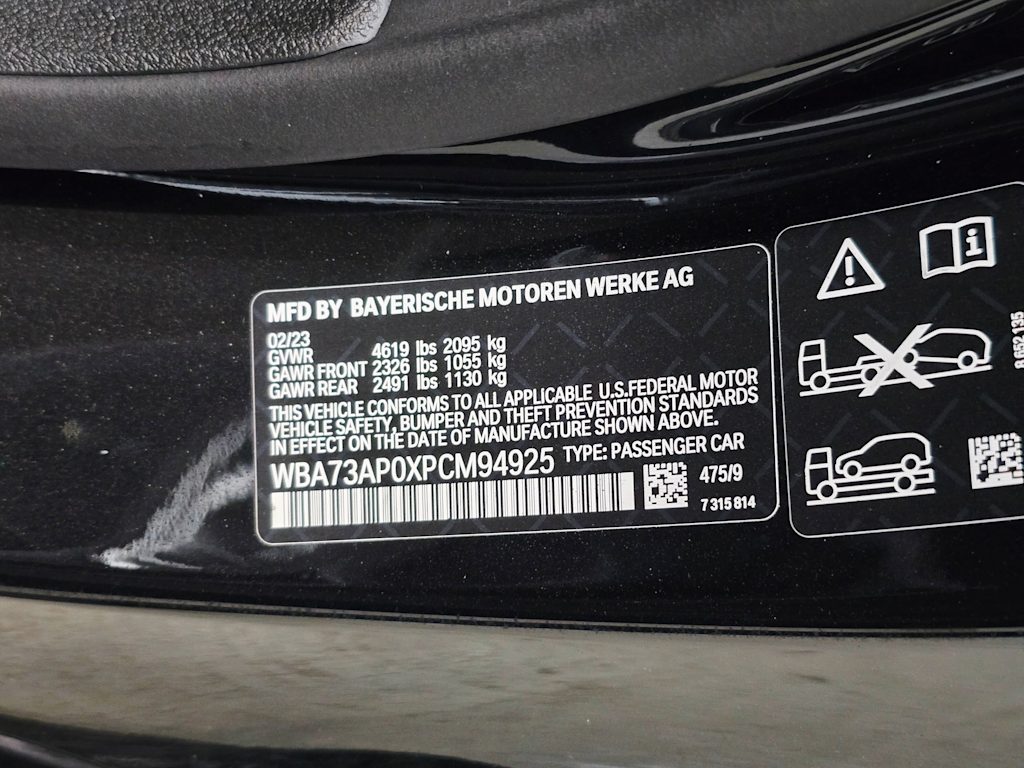 MFD BY BAYERISCHE MOTOREN WERKE AG
02/23
GVWR 4619 lbs 2095 kg
GAWR FRONT 2326 lbs 1055 kg
GAWR REAR 2491 lbs 1130 kg
THIS VEHICLE CONFORMS TO ALL APPLICABLE U.S.FEDERAL MOTOR
VEHICLE SAFETY, BUMPER AND THEFT PREVENTION STANDARDS
IN EFFECT ON THE DATE OF MANUFACTURE SHOWN ABOVE.
WBA73AP0XPCM94925 TYPE: PASSENGER CAR
475/9
7 315 814
8 652 135